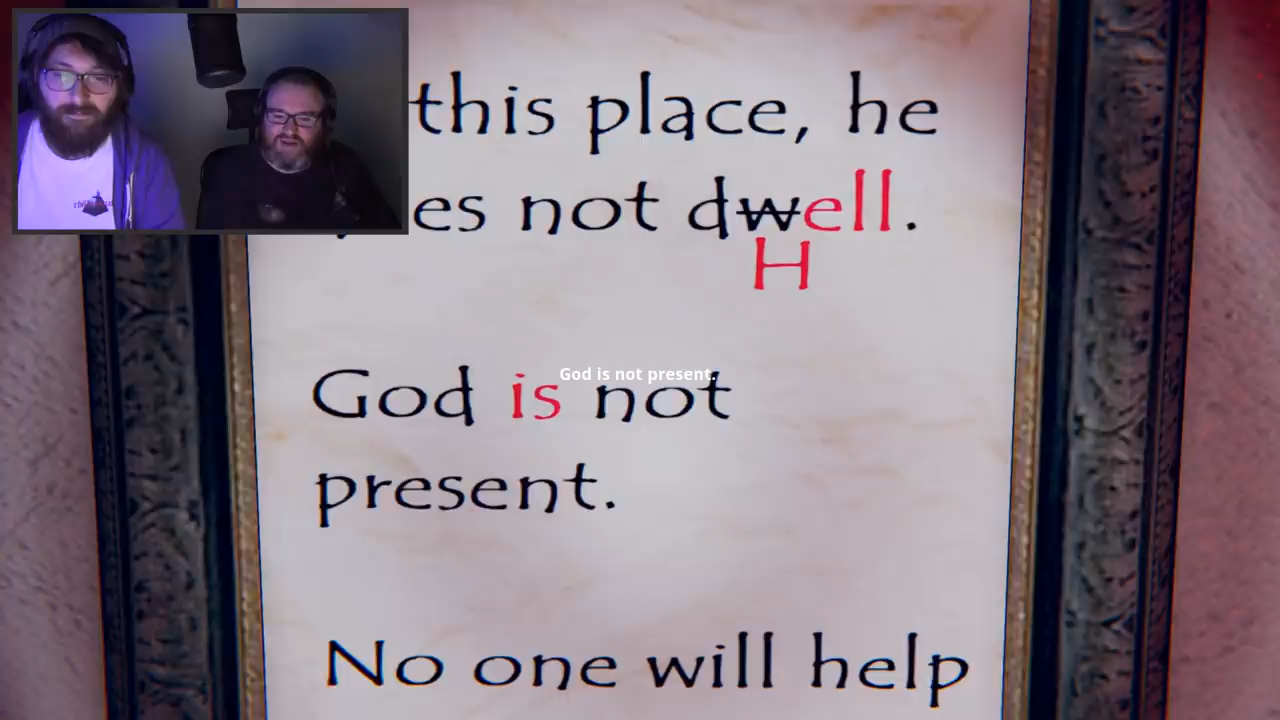 this place, he
es not dwell.
H
God is not
God is not present.
present.
No one will help